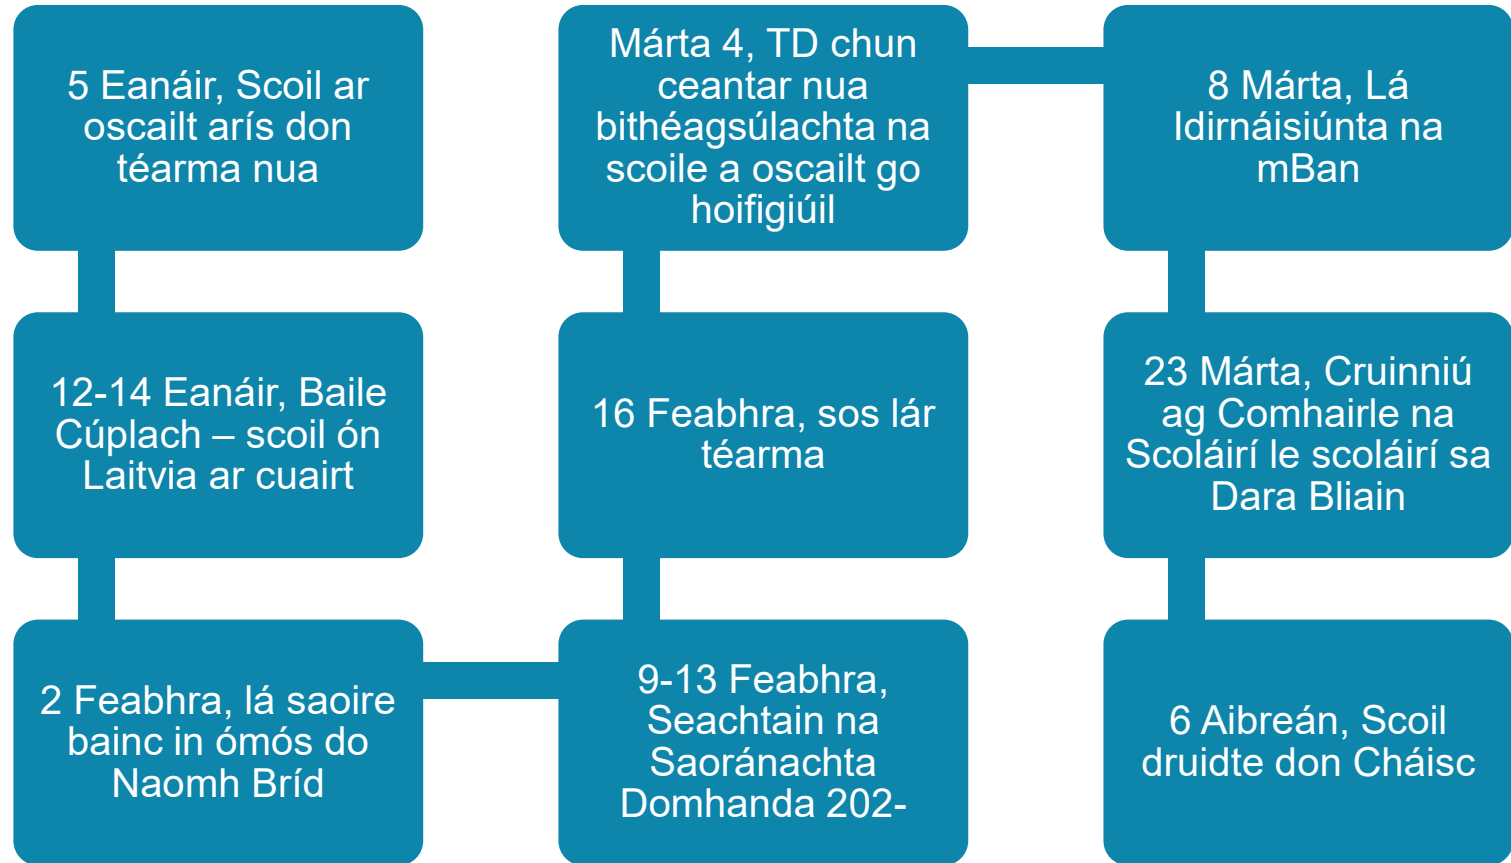 5 Eanáir, Scoil ar
oscailt arís don
téarma nua
12-14 Eanáir, Baile
Cúplach – scoil ón
Laitvia ar cuairt
2 Feabhra, lá saoire
bainc in ómós do
Naomh Bríd
9-13 Feabhra,
Seachtain na
Saoránachta
Domhanda 202-
16 Feabhra, sos lár
téarma
Márta 4, TD chun
ceantar nua
bithéagsúlachta na
scoile a oscailt go
hoifigiúil
8 Márta, Lá
Idirnáisiúnta na
mBan
23 Márta, Cruinniú
ag Comhairle na
Scoláirí le scoláirí sa
Dara Bliain
6 Aibreán, Scoil
druidte don Cháisc